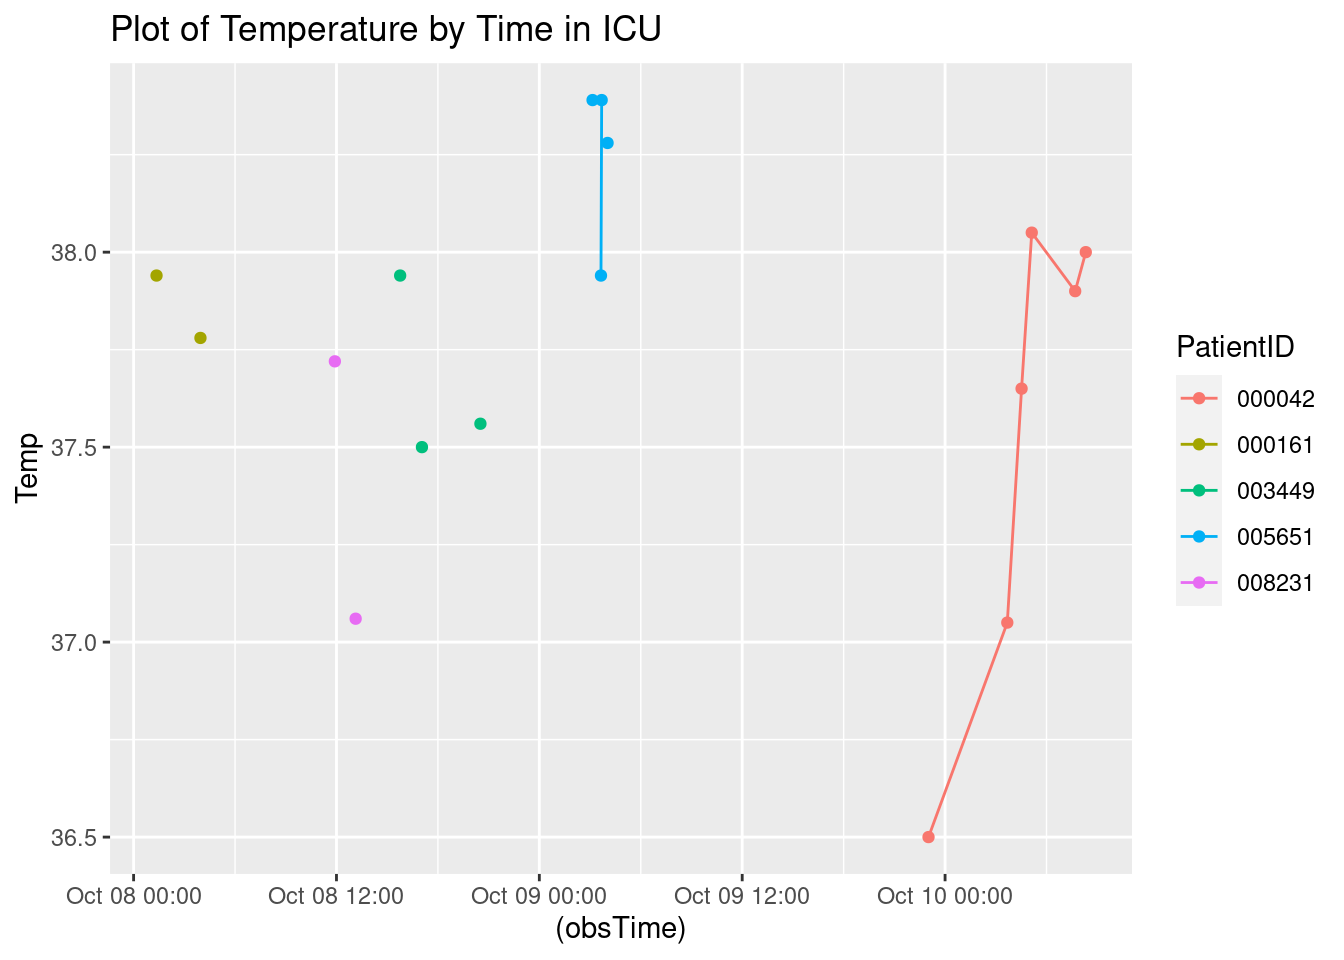 Plot of Temperature by Time in ICU
38.0
37.5
37.0
36.5
Temp
Oct 08 00:00
Oct 08 12:00
Oct 09 00:00
Oct 09 12:00
Oct 10 00:00
(obsTime)
PatientID
000042
000161
003449
005651
008231